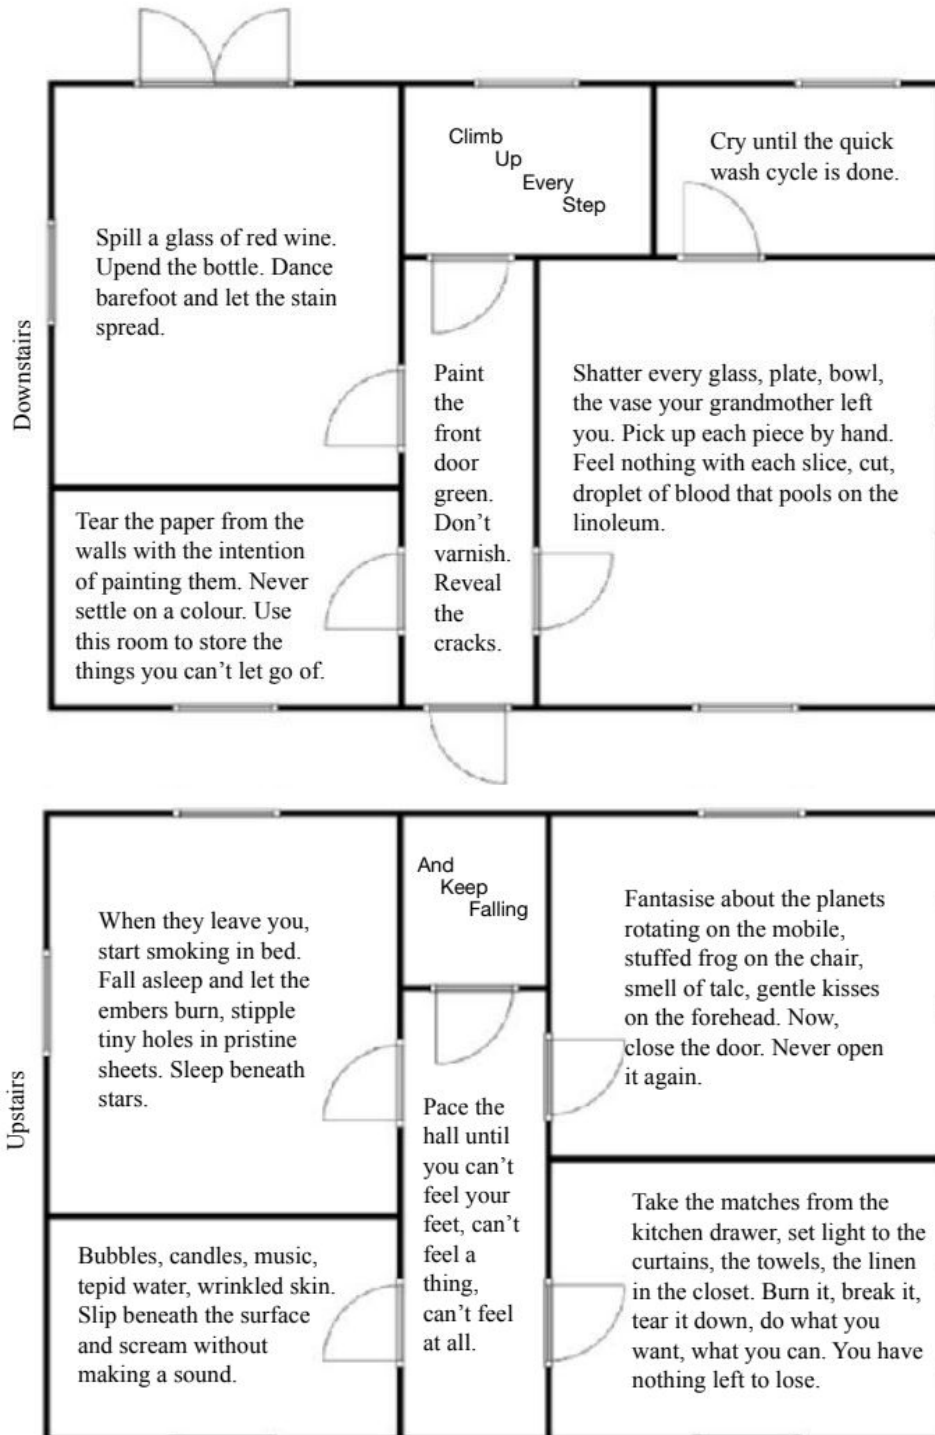 Downstairs
Climb
Up
Every
Step
Cry until the quick
wash cycle is done.
Spill a glass of red wine.
Upend the bottle. Dance
barefoot and let the stain
spread.
Paint
the
front
door
green.
Don’t
varnish.
Reveal
the
cracks.
Shatter every glass, plate, bowl,
the vase your grandmother left
you. Pick up each piece by hand.
Feel nothing with each slice, cut,
droplet of blood that pools on the
linoleum.
Tear the paper from the
walls with the intention
of painting them. Never
settle on a colour. Use
this room to store the
things you can’t let go of.
Upstairs
When they leave you,
start smoking in bed.
Fall asleep and let the
embers burn, stipple
tiny holes in pristine
sheets. Sleep beneath
stars.
And
Keep
Falling
Fantasise about the planets
rotating on the mobile,
stuffed frog on the chair,
smell of talc, gentle kisses
on the forehead. Now,
close the door. Never open
it again.
Pace the
hall until
you can’t
feel your
feet, can’t
feel a
thing,
can’t feel
at all.
Bubbles, candles, music,
tepid water, wrinkled skin.
Slip beneath the surface
and scream without
making a sound.
Take the matches from the
kitchen drawer, set light to the
curtains, the towels, the linen
in the closet. Burn it, break it,
tear it down, do what you
want, what you can. You have
nothing left to lose.